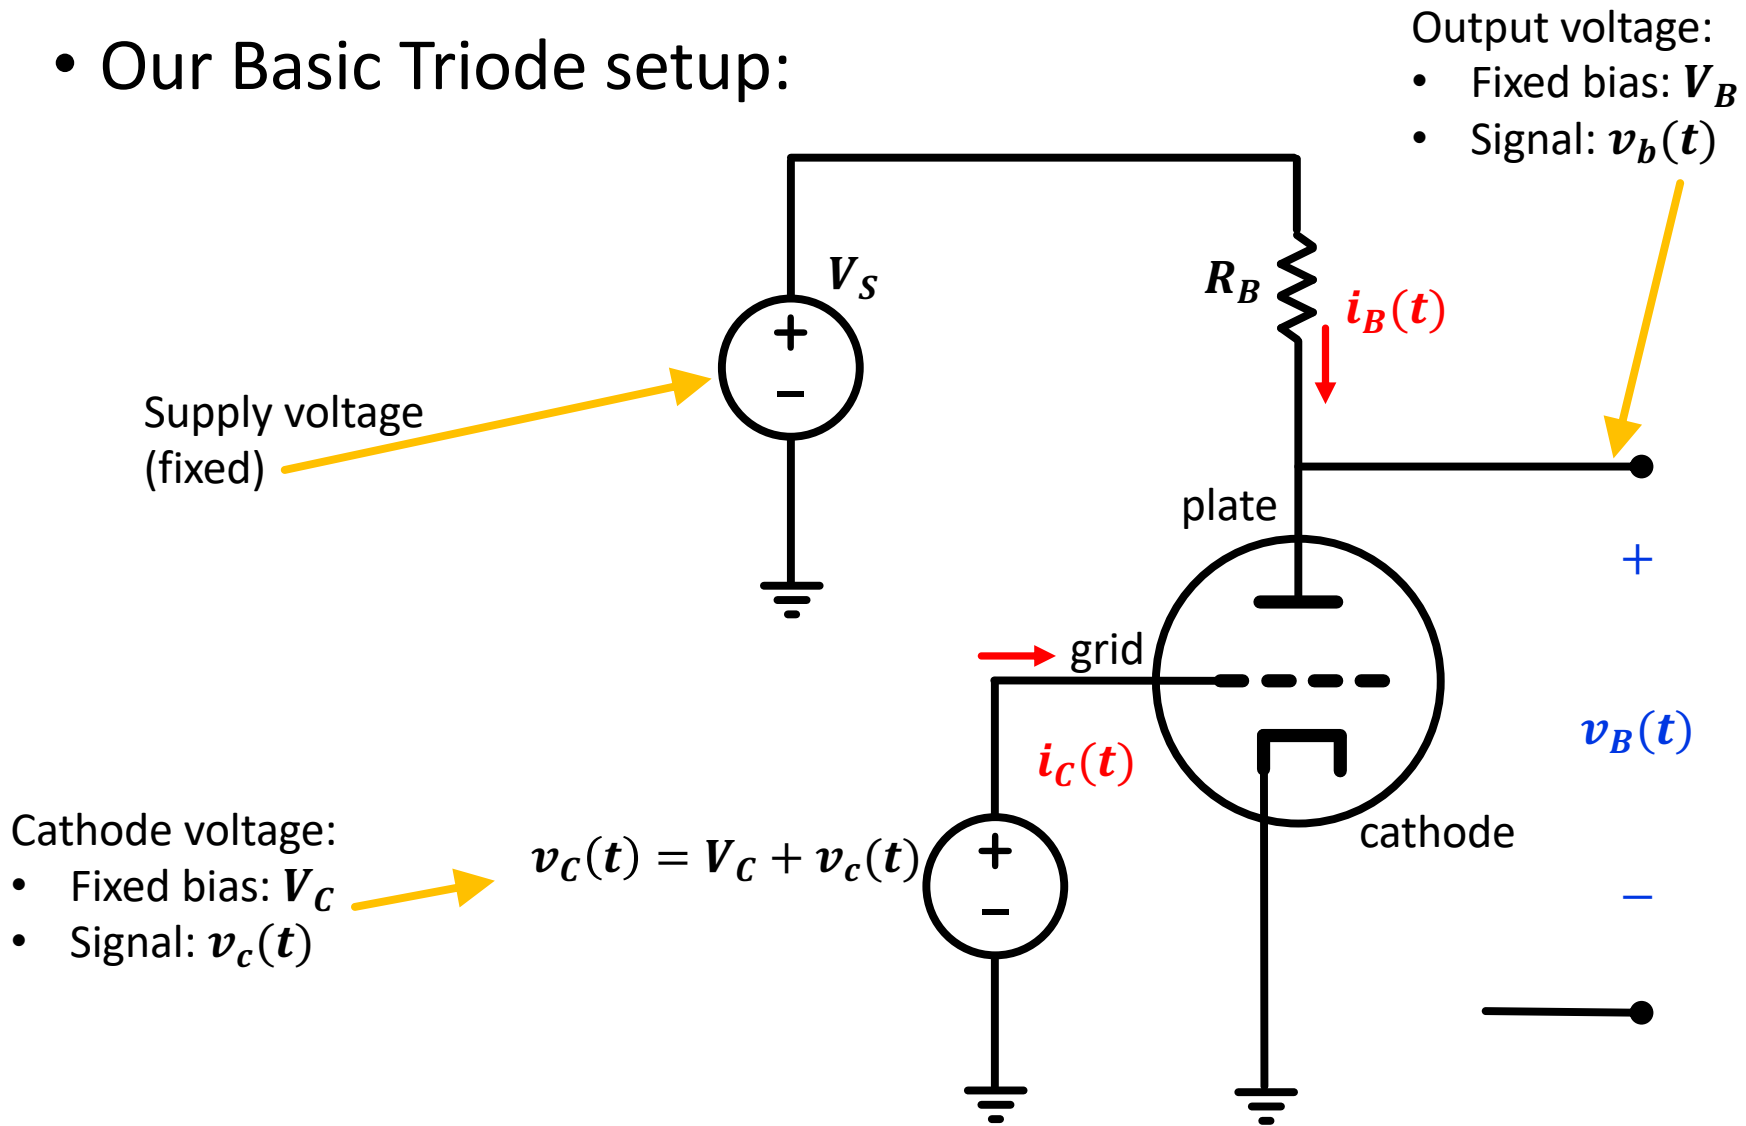 • Our Basic Triode setup:
Output voltage:
• Fixed bias: V_B
• Signal: v_b(t)
V_S
+
−
R_B
i_B(t)
Supply voltage
(fixed)
plate
+
grid
v_B(t)
i_C(t)
−
cathode
Cathode voltage:
• Fixed bias: V_C
• Signal: v_c(t)
v_C(t) = V_C + v_c(t)
+
−